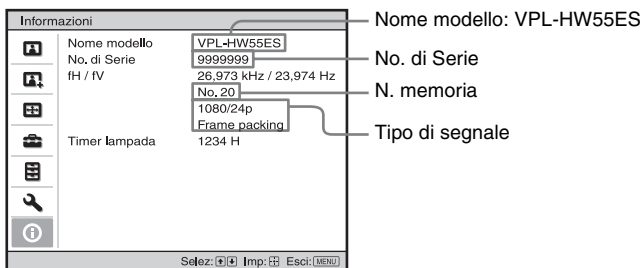 Informazioni
Nome modello VPL-HW55ES
No. di Serie 9999999
fH / fV 26,973 kHz / 23,974 Hz
No. 20
1080/24p
Frame packing
Timer lampada 1234 H
Selez: Imp: Esci: MENU
Nome modello: VPL-HW55ES
No. di Serie
N. memoria
Tipo di segnale